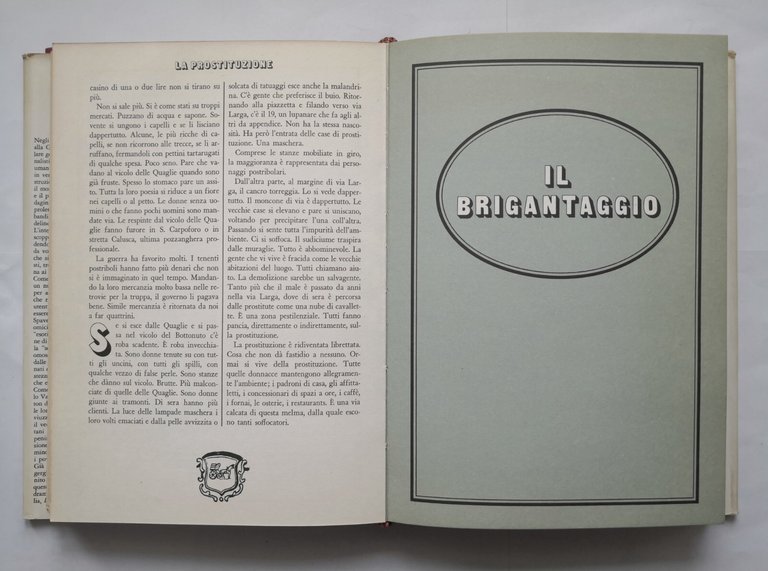 LA PROSTITUZIONE
casino di una o due lire non si tirano su
più.
Non si sale più. Si è come stati su troppi
mercati. Puzzano di acqua e sapone. So-
vente si ungono i capelli e se li lisciano
dappertutto. Alcune, le più ricche di ca-
pelli, se non ricorrono alle trecce, se li ar-
ruffano, fermandoli con pettini tartarugati
di qualche spesa. Poco seno. Pare che va-
dano al vicolo delle Quaglie quando sono
già fruste. Spesso lo stomaco pare un assi-
to. Tutta la loro poesia si riduce a un fiore
nei capelli o al petto. Le donne senza uo-
mini o che fanno pochi uomini sono man-
date via. Le respinte dal vicolo delle Qua-
glie fanno furore in S. Carpoforo o in
stretta Calusca, ultima pozzanghera pro-
fessionale.
La guerra ha favorito molti. I tenenti
postriboli hanno fatto più denari che non
si è immaginato in quel tempo. Mandan-
do la loro mercanzia molto bassa nelle re-
trovie per la truppa, il governo li pagava
bene. Simile mercanzia è ritornata da noi
a far quattrini.
Se si esce dalle Quaglie e si pas-
sa nel vicolo del Bottonuto c'è
roba scadente. È roba invecchia-
ta. Sono donne tenute su con tut-
ti gli uncini, con tutti gli spilli, con
qualche vezzo di false perle. Sono stanze
che dànno sul vicolo. Brutte. Più malcon-
ciate di quelle delle Quaglie. Sono donne
giunte ai tramonti. Di sera hanno più
clienti. La luce delle lampade maschera i
loro volti emaciati e dalla pelle avvizzita o
solcata di tatuaggi esce anche la malandri-
na. C'è gente che preferisce il buio. Ritor-
nando alla piazzetta e filando verso via
Larga, c'è il 19, un lupanare che fa agli altri
da appendice. Non ha la stessa nasco-
sità. Ha però l'entrata delle case di prosti-
tuzione. Una maschera.
Comprese le stanze mobiliate in giro,
la maggioranza è rappresentata dai perso-
naggi postribolari.
Dall'altra parte, al margine di via Lar-
ga, il cancro torreggia. Lo si vede dapper-
tutto. Il moncone di via è dappertutto. Le
vecchie case si elevano e pare si uniscano,
voltando per precipitare l'una coll'altra.
Passando si sente tutta l'impurità dell'am-
biente. Ci si soffoca. Il sudiciume traspira
dalle muraglie. Tutto è abbominevole. La
gente che vi vive è fracida come le vecchie
abitazioni del luogo. Tutti chiamano aiu-
to. La demolizione sarebbe un salvagente.
Tanto più che il male è passato da anni
nella via Larga, dove di sera è percorsa
dalle prostitute come una nube di cavallet-
te. È una zona pestilenziale. Tutti fanno
pancia, direttamente o indirettamente, sul-
la prostituzione.
La prostituzione è ridiventata librettata.
Cosa che non dà fastidio a nessuno. Or-
mai si vive della prostituzione. Tutte
quelle donnacce mantengono allegramen-
te l'ambiente; i padroni di casa, gli affitta-
letti, i concessionari di spazi a ore, i caffè,
i fornai, le osterie, i restaurants. È una via
calcata di questa melma, dalla quale esco-
no tanti soffocatori.
IL
BRIGANTAGGIO